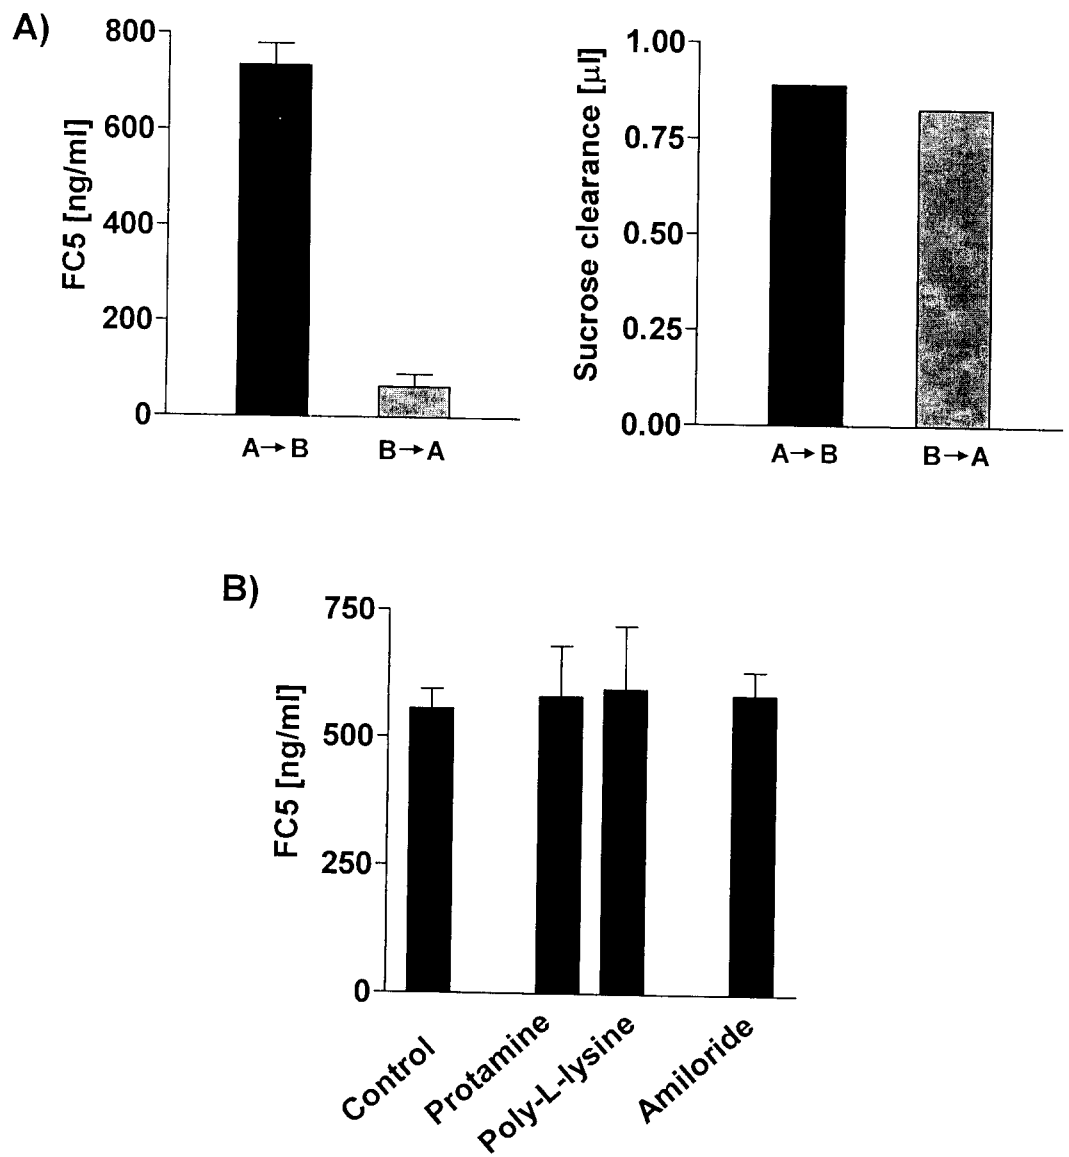 A)
FC5 [ng/ml]
800
600
400
200
0
A→B
B→A
Sucrose clearance [µl]
1.00
0.75
0.50
0.25
0.00
A→B
B→A
B)
FC5 [ng/ml]
750
500
250
0
Control
Protamine
Poly-L-lysine
Amiloride